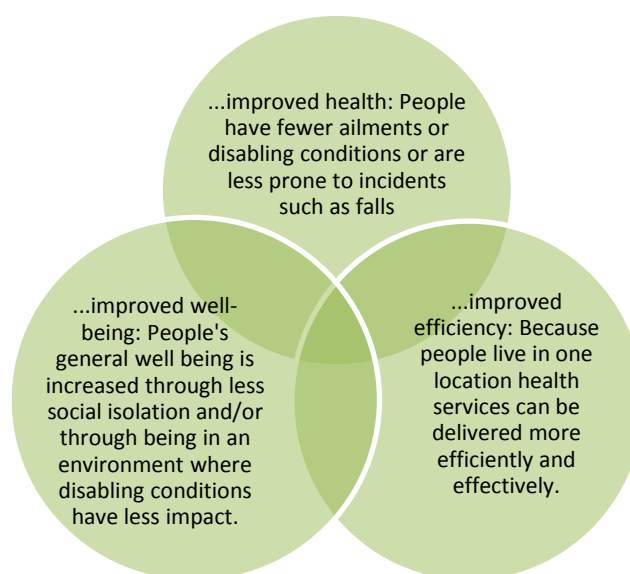 ...improved health: People
have fewer ailments or
disabling conditions or are
less prone to incidents
such as falls
...improved well-
being: People's
general well being is
increased through less
social isolation and/or
through being in an
environment where
disabling conditions
have less impact.
...improved
efficiency: Because
people live in one
location health
services can be
delivered more
efficiently and
effectively.